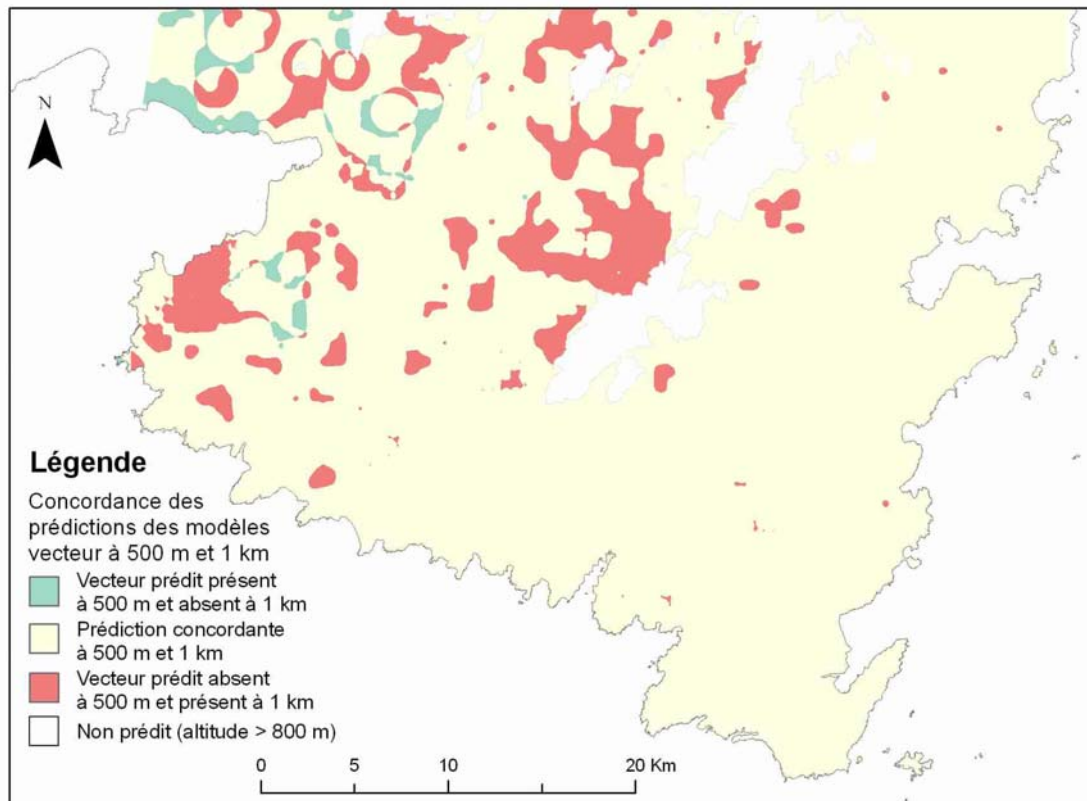 N
Légende
Concordance des
prédictions des modèles
vecteur à 500 m et 1 km
Vecteur prédit présent
à 500 m et absent à 1 km
Prédiction concordante
à 500 m et 1 km
Vecteur prédit absent
à 500 m et présent à 1 km
Non prédit (altitude > 800 m)
0 5 10 20 Km